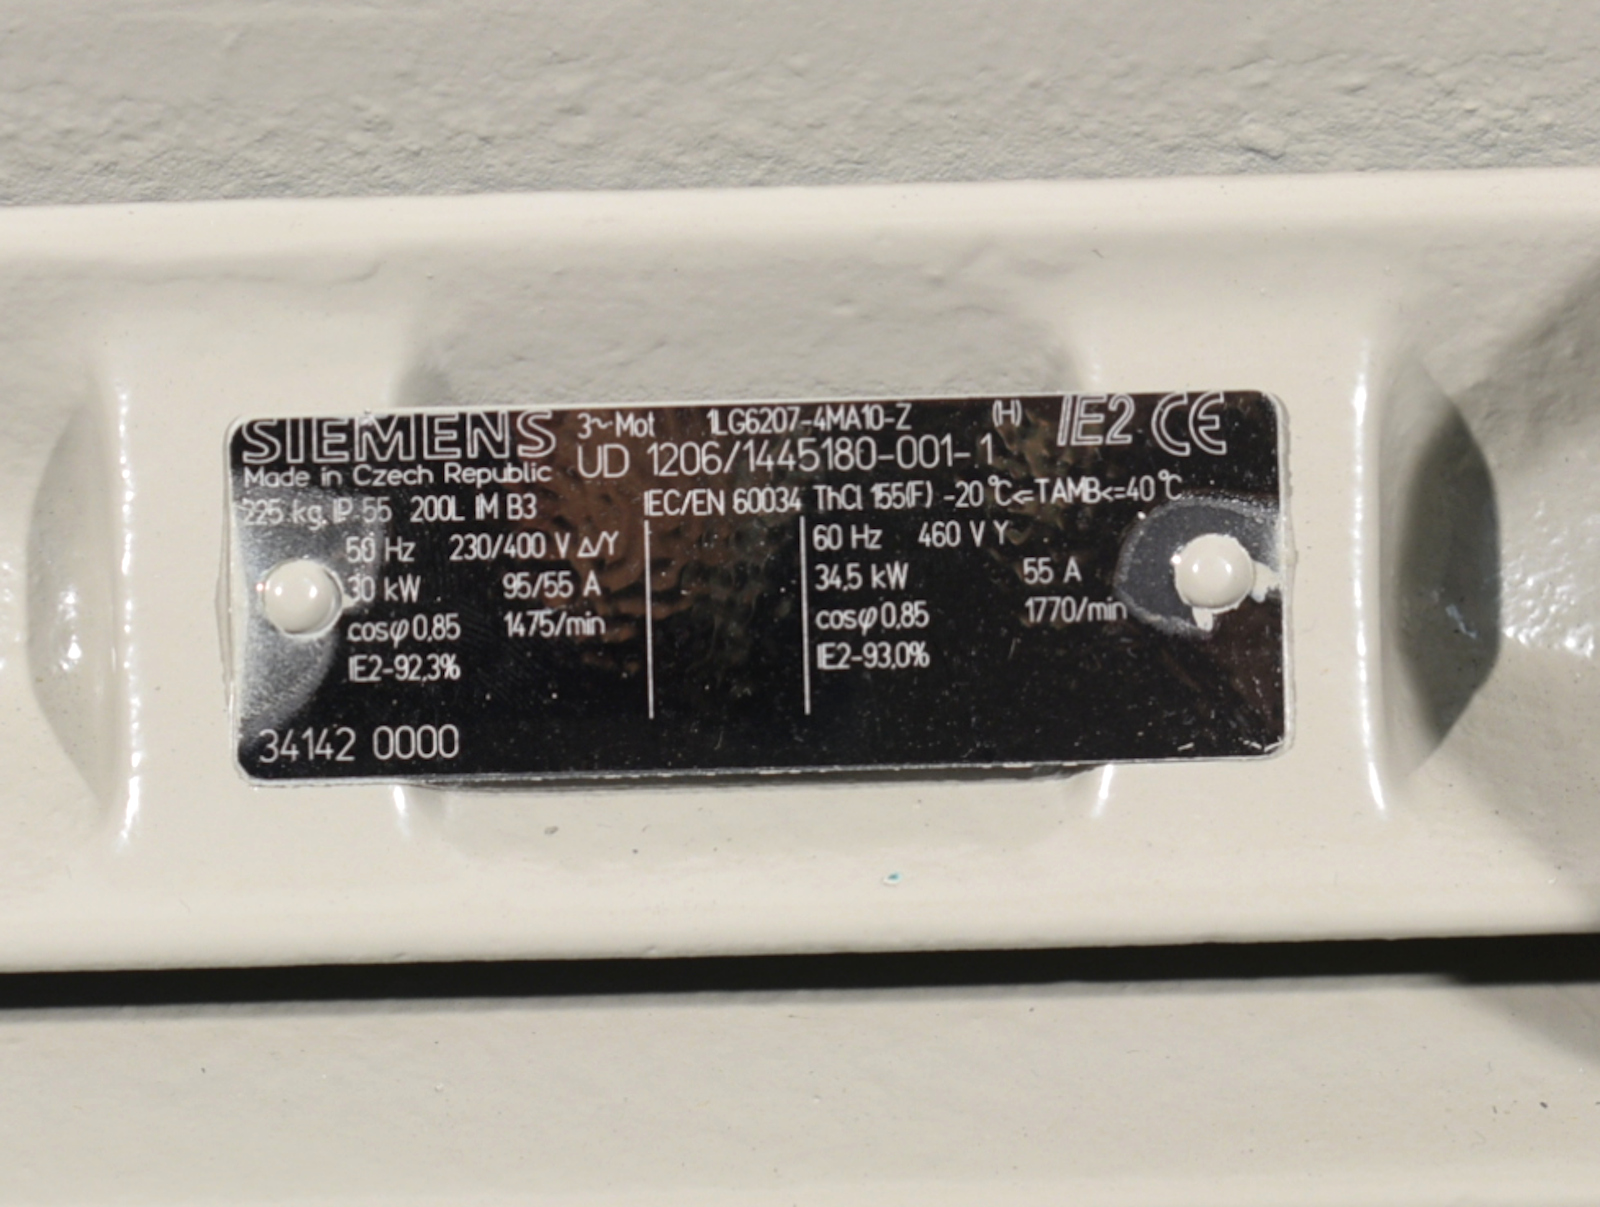 SIEMENS 3~Mot 1LG6207-4MA10-Z (H) IE2 CE
Made in Czech Republic UD 1206/1445180-001-1
225 kg. IP 55 200L IM B3 IEC/EN 60034 Th.Cl. 155(F) -20°C<=TAMB<=40°C
50 Hz 230/400 V Δ/Y
30 kW 95/55 A
cosφ 0,85 1475/min
IE2-92,3%
60 Hz 460 V Y
34,5 kW 55 A
cosφ 0,85 1770/min
IE2-93,0%
34142 0000